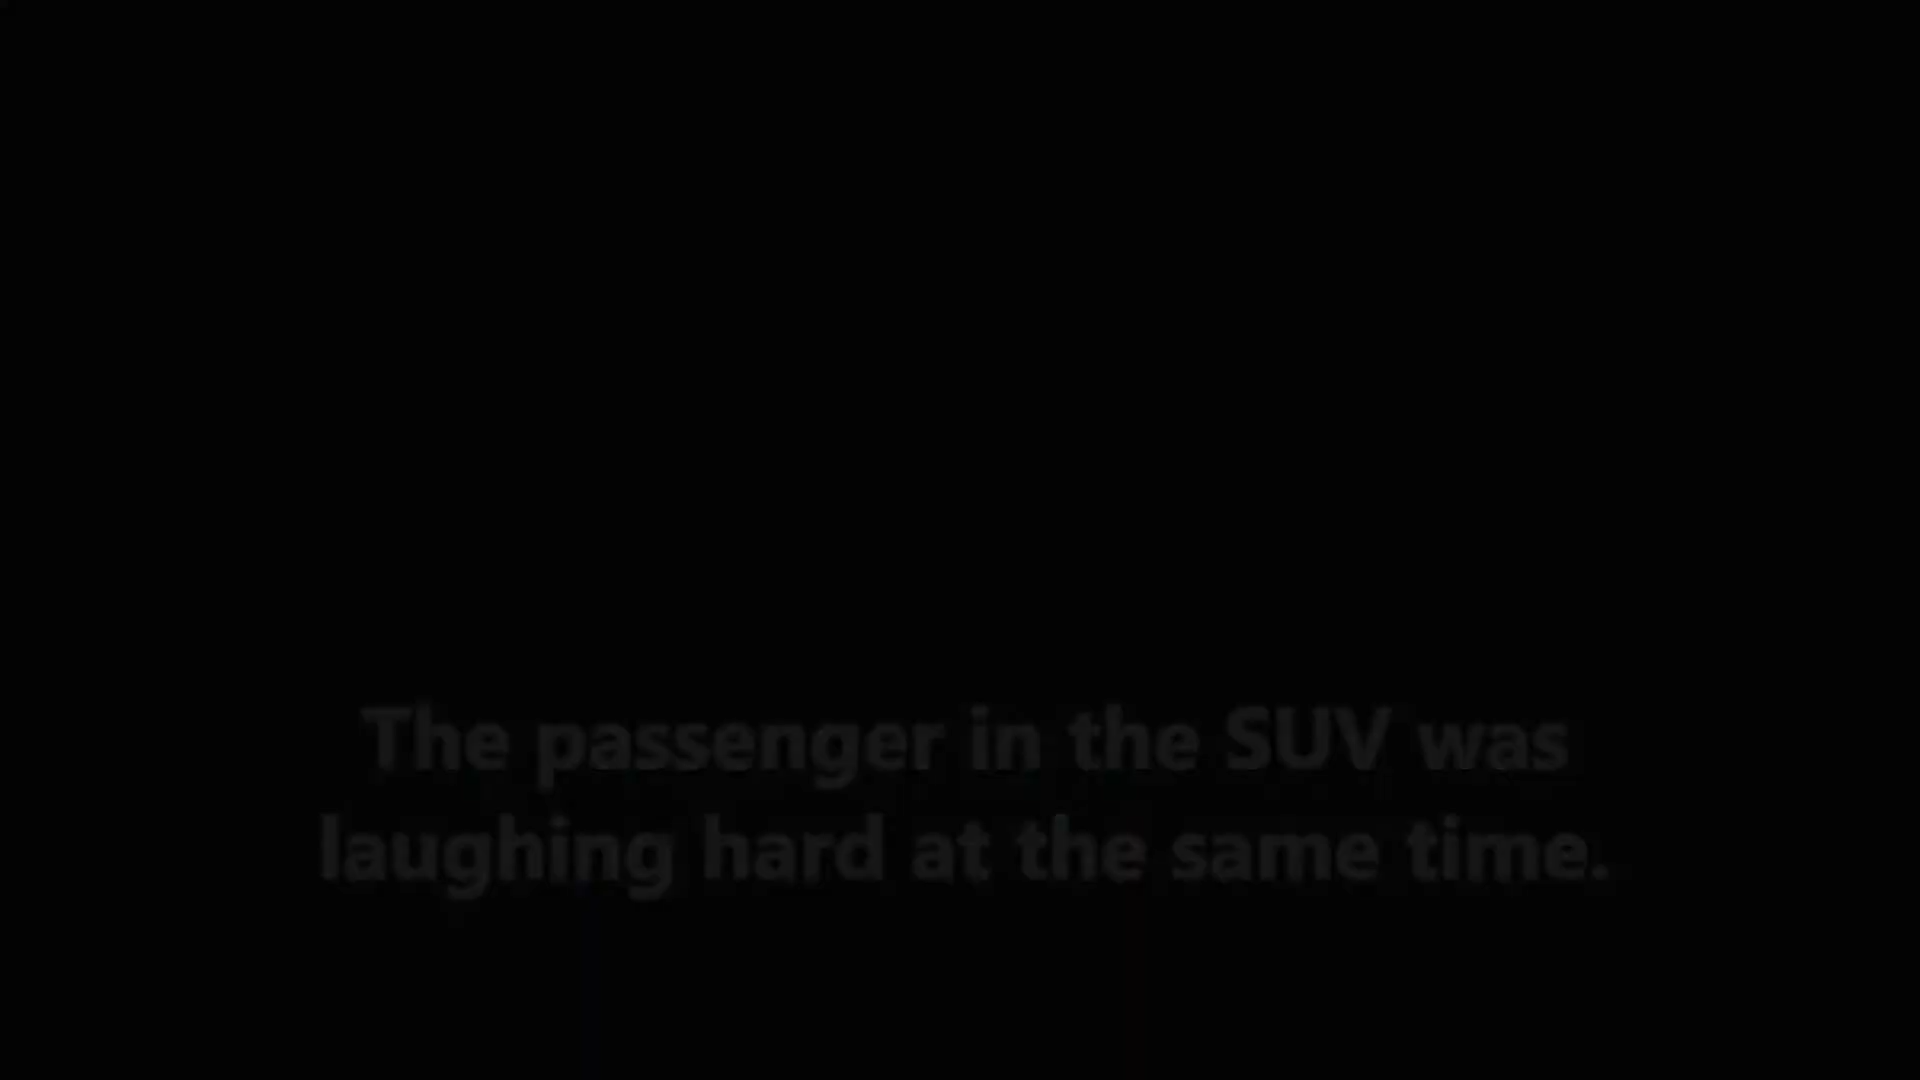 The passenger in the SUV was
laughing hard at the same time.